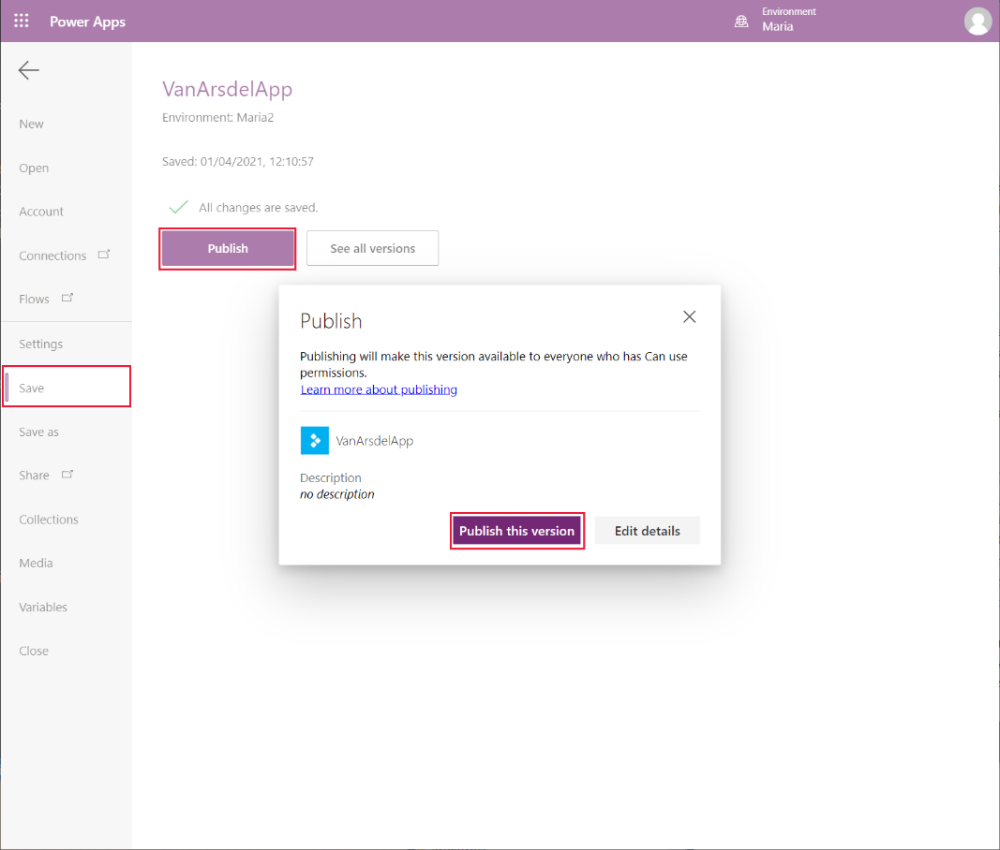 Power Apps
Environment
Maria
New
Open
Account
Connections
Flows
Settings
Save
Save as
Share
Collections
Media
Variables
Close
VanArsdelApp
Environment: Maria2
Saved: 01/04/2021, 12:10:57
All changes are saved.
Publish
See all versions
Publish
Publishing will make this version available to everyone who has Can use
permissions.
Learn more about publishing
VanArsdelApp
Description
no description
Publish this version
Edit details